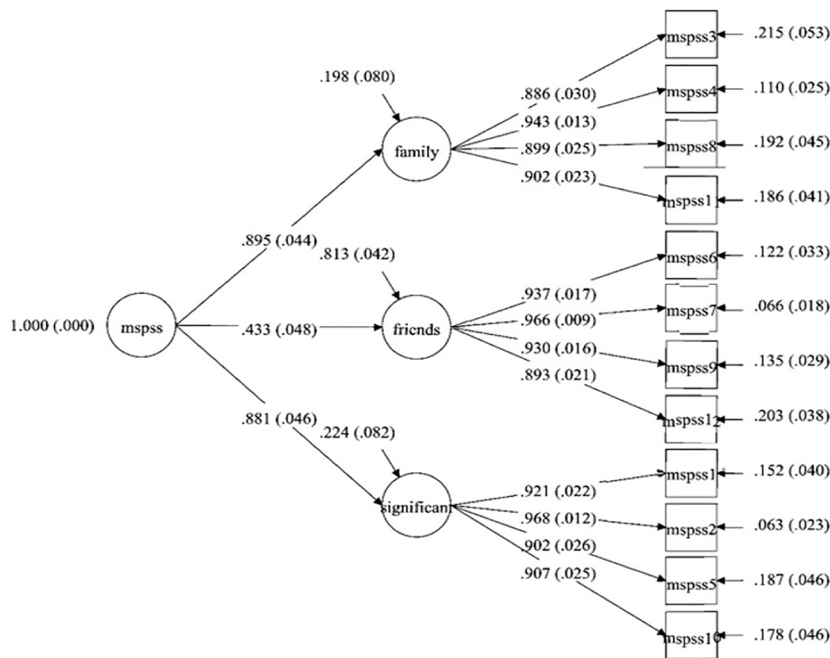 mspss3
.215 (.053)
.198 (.080)
.886 (.030)
mspss4
.110 (.025)
.943 (.013)
family
.899 (.025)
mspss8
.192 (.045)
.902 (.023)
mspss1
.186 (.041)
.895 (.044)
.813 (.042)
mspss6
.122 (.033)
.937 (.017)
mspss7
.066 (.018)
1.000 (.000)
mspss
.433 (.048)
friends
.966 (.009)
.930 (.016)
mspss9
.135 (.029)
.893 (.021)
.881 (.046)
mspss12
.203 (.038)
.224 (.082)
mspss1
.152 (.040)
.921 (.022)
significant
.968 (.012)
mspss2
.063 (.023)
.902 (.026)
mspss5
.187 (.046)
.907 (.025)
mspss10
.178 (.046)